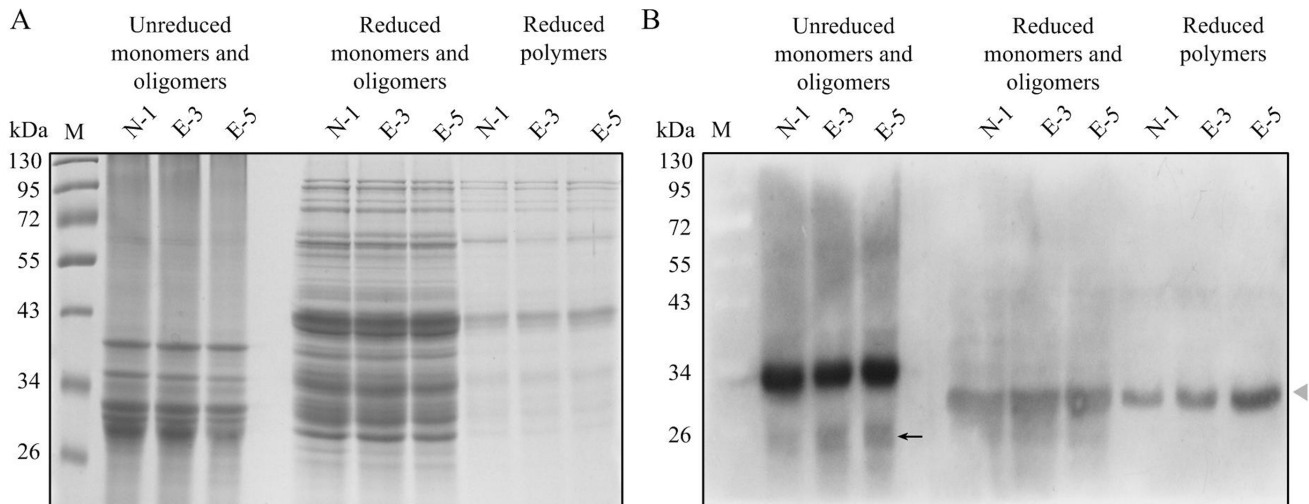 A
Unreduced
monomers and
oligomers
Reduced
monomers and
oligomers
Reduced
polymers
kDa M N-1 E-3 E-5 N-1 E-3 E-5 N-1 E-3 E-5
130
95
72
55
43
34
26
B
Unreduced
monomers and
oligomers
Reduced
monomers and
oligomers
Reduced
polymers
kDa M N-1 E-3 E-5 N-1 E-3 E-5 N-1 E-3 E-5
130
95
72
55
43
34
26